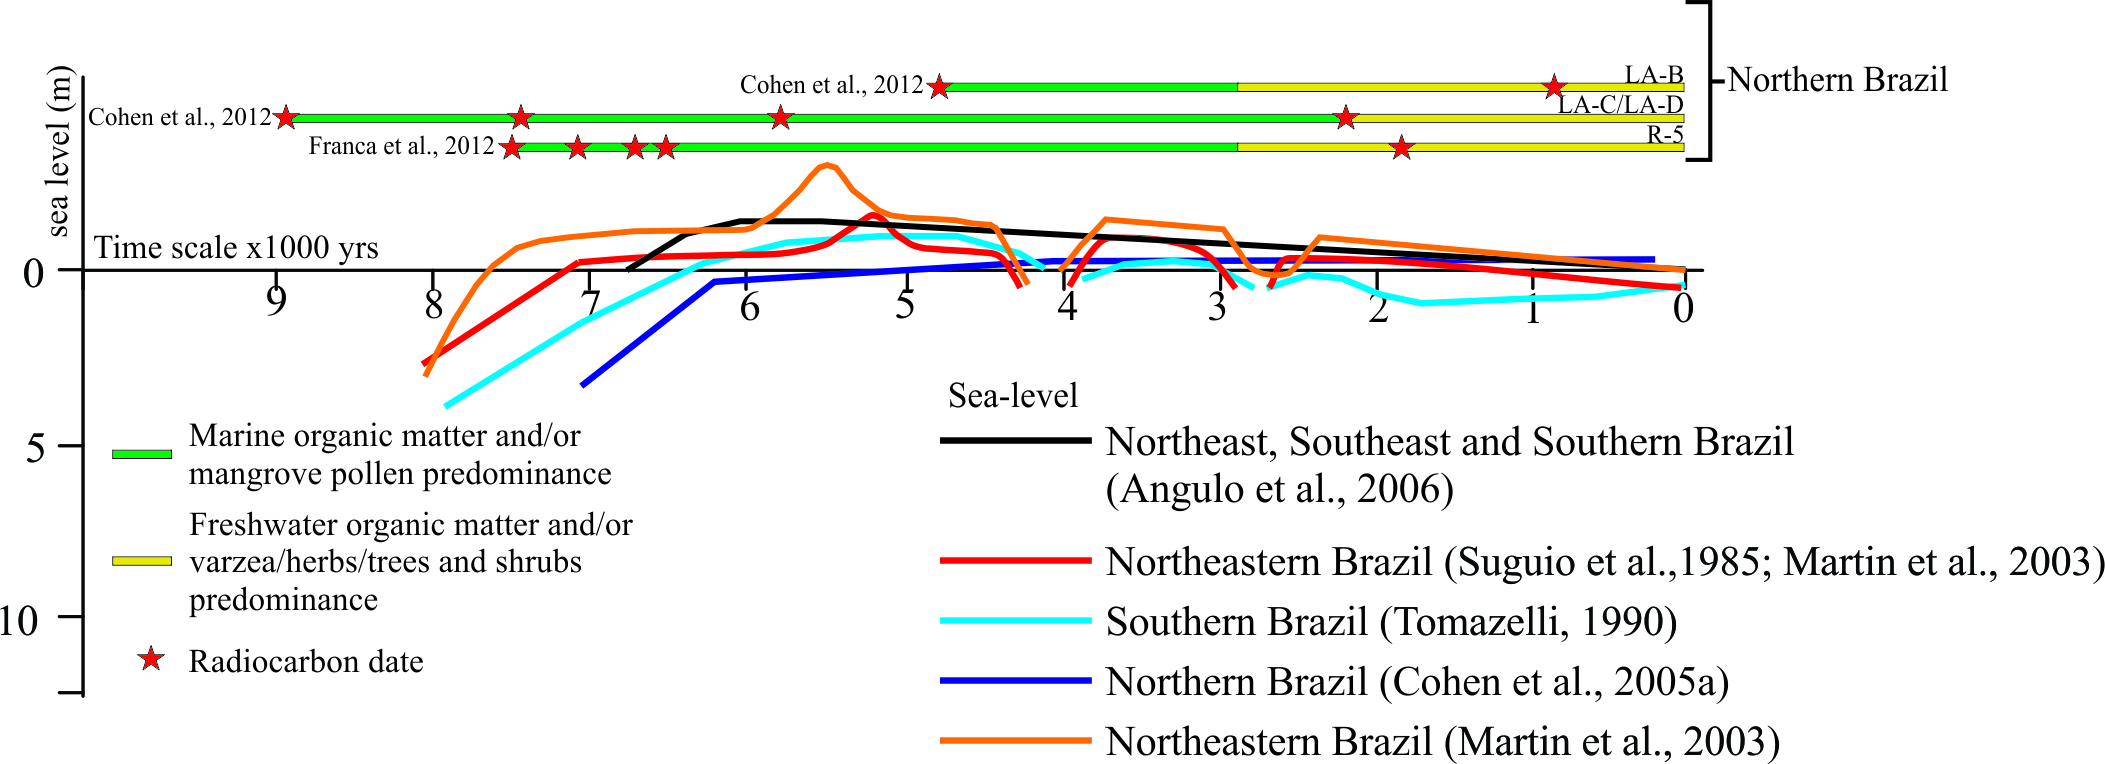 sea level (m)
Cohen et al., 2012
LA-B
Northern Brazil
Cohen et al., 2012
LA-C/LA-D
Franca et al., 2012
R-5
Time scale x1000 yrs
0
9
8
7
6
5
4
3
2
1
0
5
10
Marine organic matter and/or
mangrove pollen predominance
Freshwater organic matter and/or
varzea/herbs/trees and shrubs
predominance
Radiocarbon date
Sea-level
Northeast, Southeast and Southern Brazil
(Angulo et al., 2006)
Northeastern Brazil (Suguio et al.,1985; Martin et al., 2003)
Southern Brazil (Tomazelli, 1990)
Northern Brazil (Cohen et al., 2005a)
Northeastern Brazil (Martin et al., 2003)